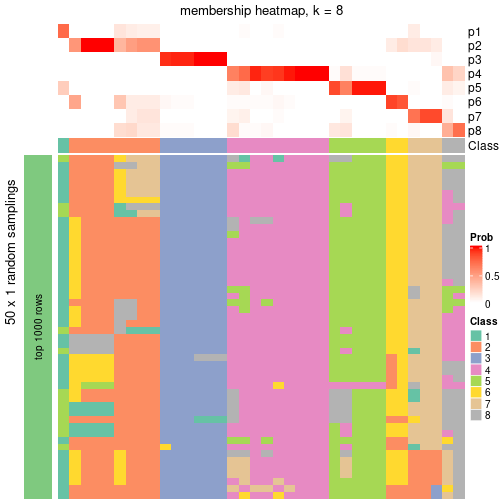 membership heatmap, k = 8
p1
p2
p3
p4
p5
p6
p7
p8
Class
50 x 1 random samplings
top 1000 rows
Prob
1
0.5
0
Class
1
2
3
4
5
6
7
8